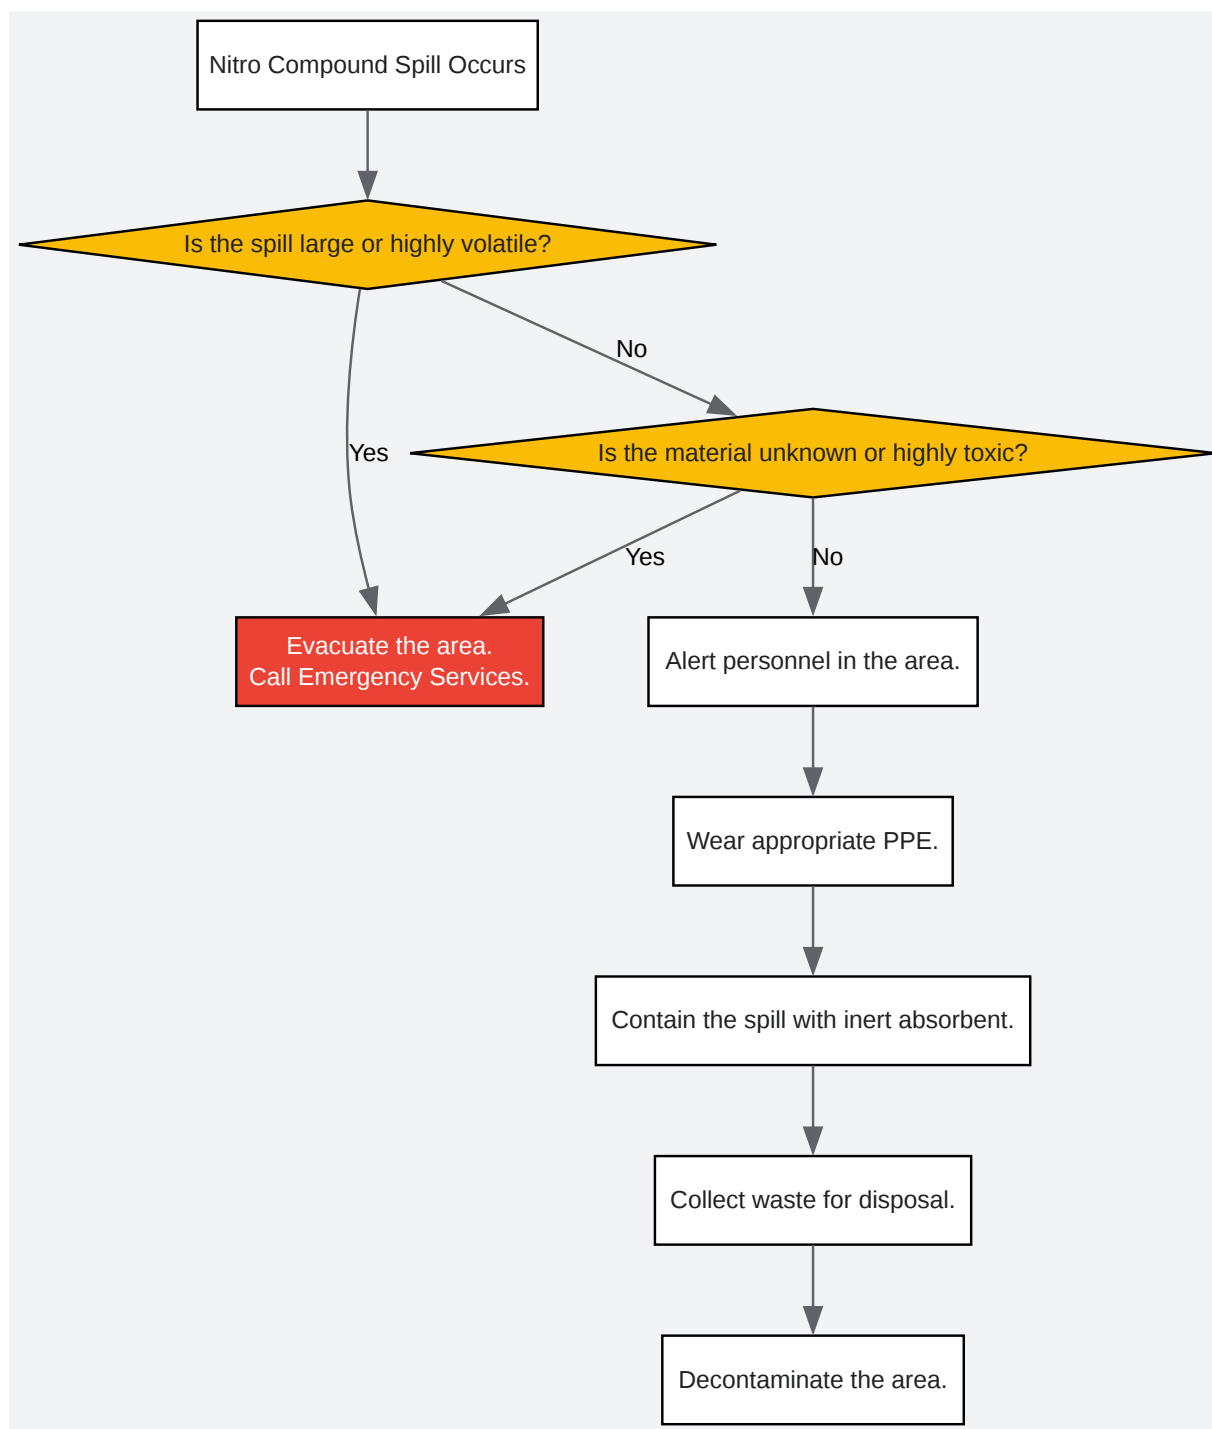 Nitro Compound Spill Occurs
Is the spill large or highly volatile?
No
Yes
Is the material unknown or highly toxic?
Yes
No
Evacuate the area.
Call Emergency Services.
Alert personnel in the area.
Wear appropriate PPE.
Contain the spill with inert absorbent.
Collect waste for disposal.
Decontaminate the area.